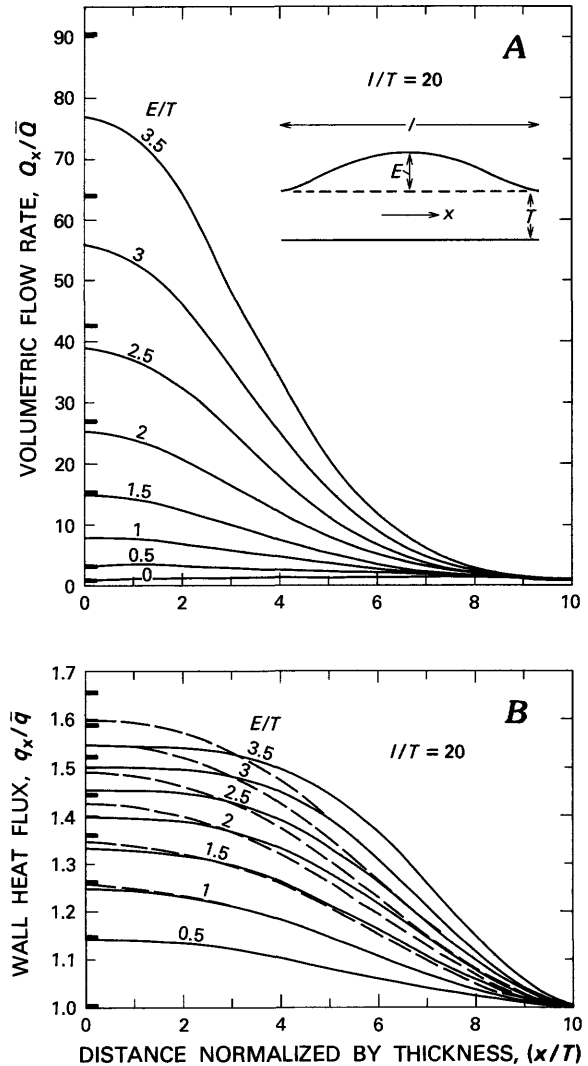 A
l/T = 20
E/T
l
E
x
T
3.5
3
2.5
2
1.5
1
0.5
0
90
80
70
60
50
40
30
20
10
0
VOLUMETRIC FLOW RATE, Qx/Q̄
0 2 4 6 8 10
B
E/T
l/T = 20
3.5
3
2.5
2
1.5
1
0.5
1.7
1.6
1.5
1.4
1.3
1.2
1.1
1.0
WALL HEAT FLUX, qx/q̄
0 2 4 6 8 10
DISTANCE NORMALIZED BY THICKNESS, (x/T)